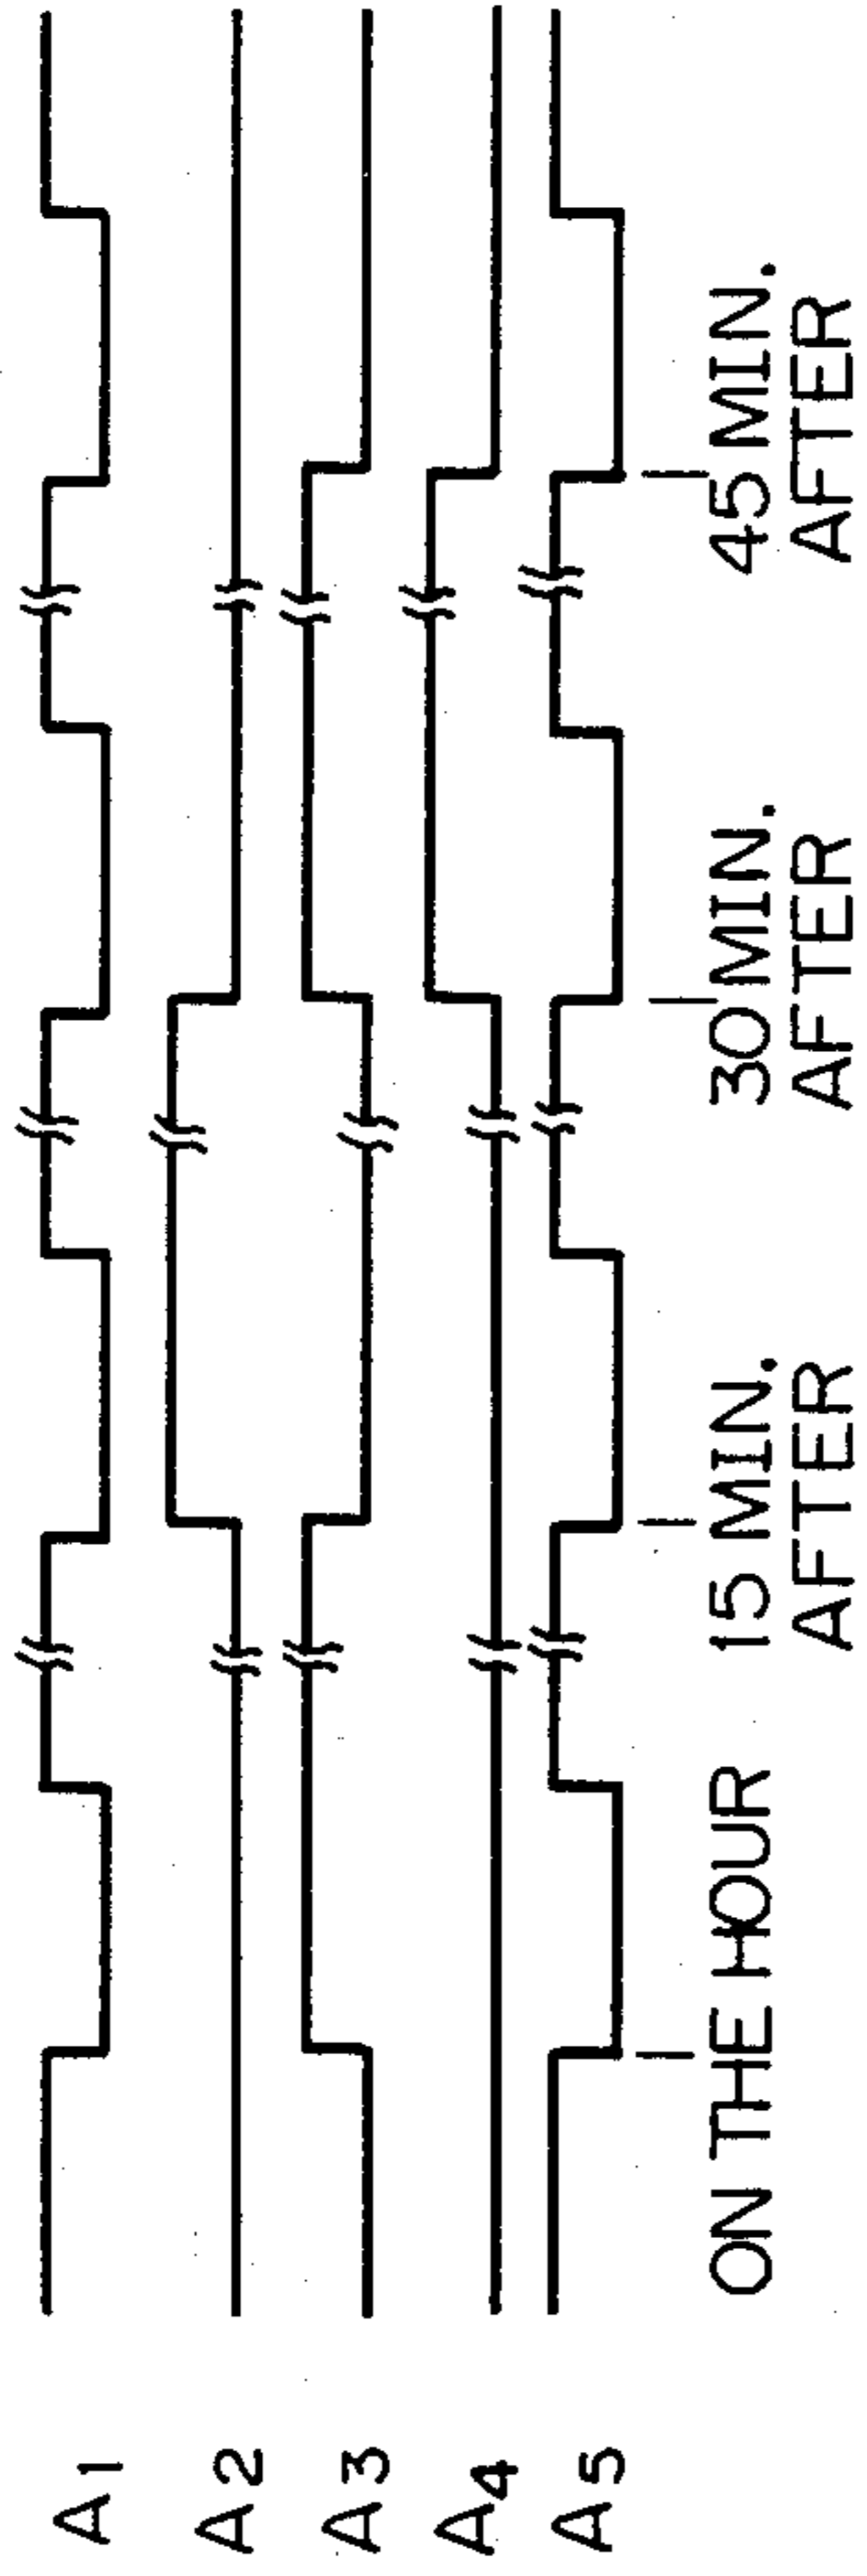 A1
A2
A3
A4
A5
ON THE HOUR
15 MIN.
AFTER
30 MIN.
AFTER
45 MIN.
AFTER